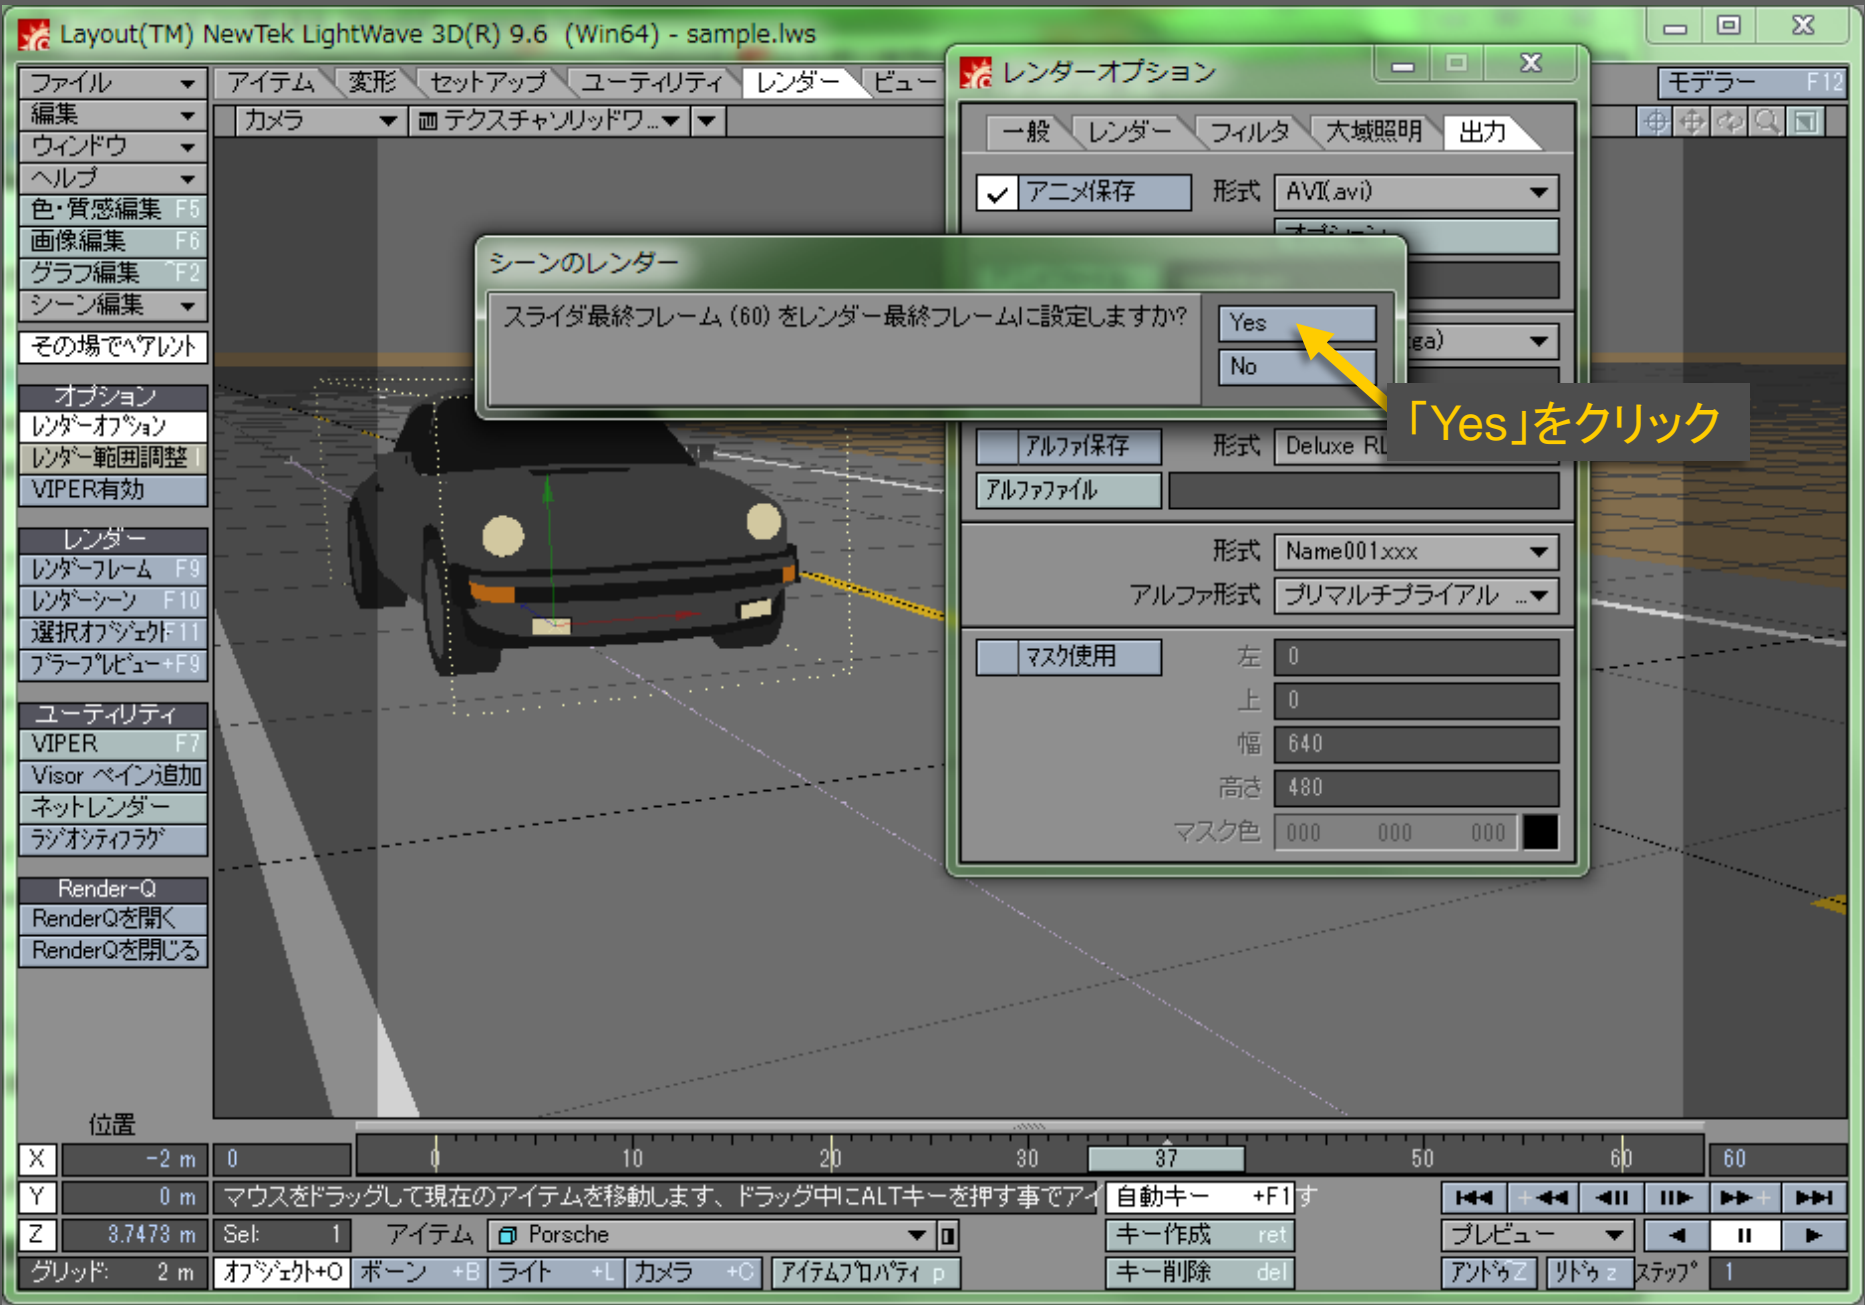 Layout(TM) NewTek LightWave 3D(R) 9.6 (Win64) - sample.lws
ファイル
編集
ウィンドウ
ヘルプ
色・質感編集 F5
画像編集 F6
グラフ編集 ^F2
シーン編集
その場でペアレント
オプション
レンダーオプション
レンダー範囲調整 l
VIPER有効
レンダー
レンダーフレーム F9
レンダーシーン F10
選択オブジェクト F11
ブラープレビュー +F9
ユーティリティ
VIPER F7
Visor ペイン追加
ネットレンダー
ラジオシティフラグ
Render-Q
RenderQを開く
RenderQを閉じる
アイテム 変形 セットアップ ユーティリティ レンダー ビュー
モデラー F12
カメラ テクスチャソリッドワ...
レンダーオプション
一般 レンダー フィルタ 大域照明 出力
アニメ保存 形式 AVI(.avi)
オプション
シーンのレンダー
スライダ最終フレーム (60) をレンダー最終フレームに設定しますか?
Yes
No
「Yes」をクリック
アルファ保存 形式 Deluxe RL
アルファファイル
形式 Name001.xxx
アルファ形式 プリマルチプライアル ...
マスク使用 左 0
上 0
幅 640
高さ 480
マスク色 000 000 000
位置
X -2 m 0
0 10 20 30 37 50 60
60
Y 0 m
マウスをドラッグして現在のアイテムを移動します、ドラッグ中にALTキーを押す事でアイ
自動キー +F1 す
Z 3.7473 m Sel: 1 アイテム Porsche
キー作成 ret
プレビュー
グリッド: 2 m オブジェクト+O ボーン +B ライト +L カメラ +C アイテムプロパティ p
キー削除 del
アンドゥ ^Z リドゥ z ステップ 1